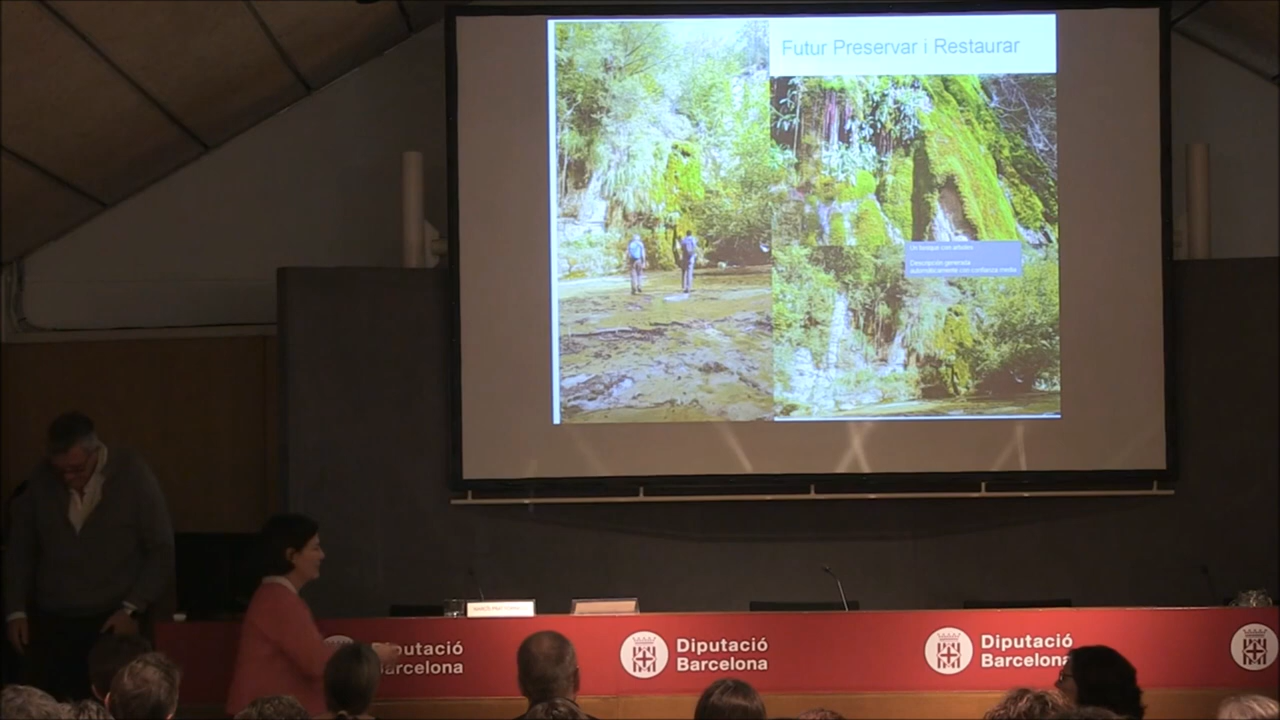 Futur Preservar i Restaurar
Un bosque con árboles
Descripción generada
automáticamente con confianza media
Diputació
Barcelona
Diputació
Barcelona
Diputació
Barcelona